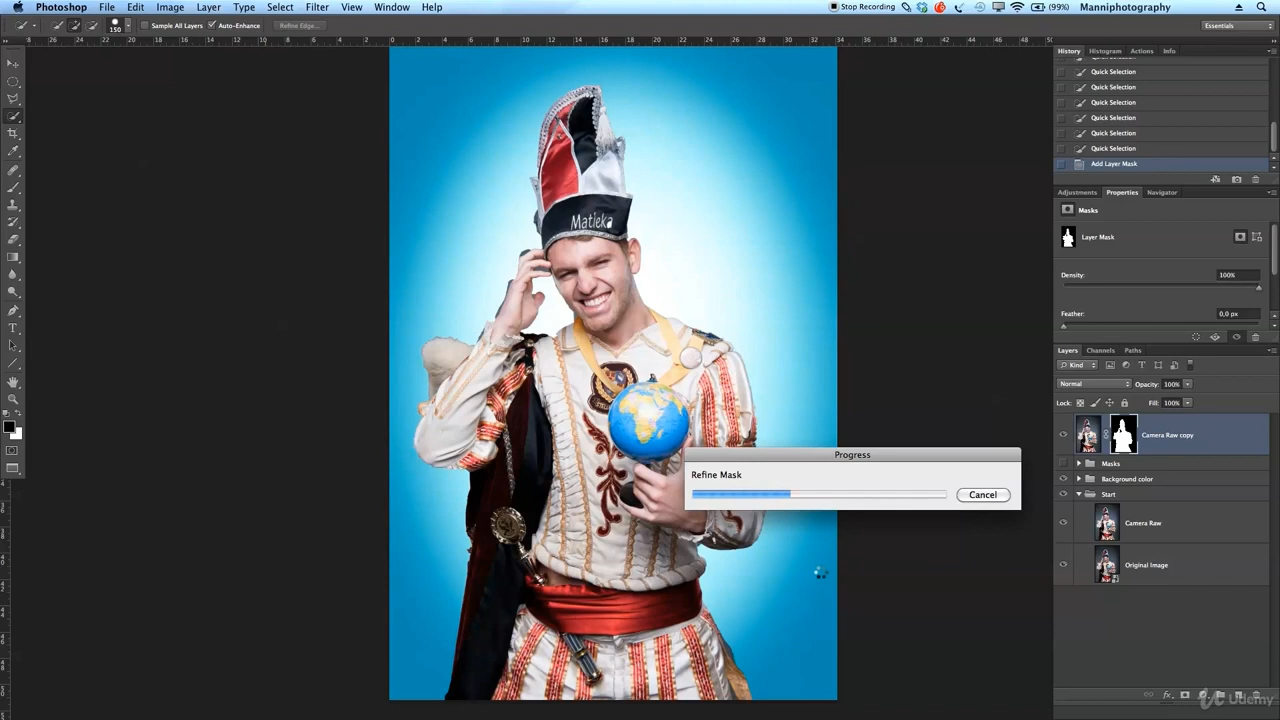 Photoshop File Edit Image Layer Type Select Filter View Window Help Stop Recording (99%) Manniphotography
150 Sample All Layers Auto-Enhance Refine Edge... Essentials
History Histogram Actions Info
Quick Selection
Quick Selection
Quick Selection
Quick Selection
Quick Selection
Quick Selection
Add Layer Mask
Adjustments Properties Navigator
Masks
Layer Mask
Density: 100%
Feather: 0,0 px
Layers Channels Paths
Kind
Normal Opacity: 100%
Lock: Fill: 100%
Camera Raw copy
Masks
Background color
Start
Camera Raw
Original Image
Matieka
Progress
Refine Mask
Cancel
Udemy